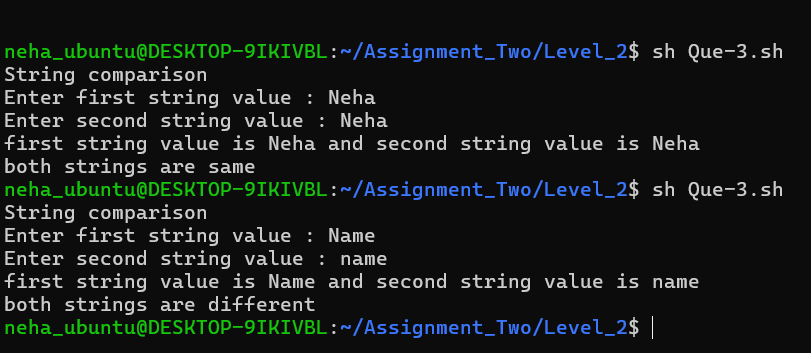 neha_ubuntu@DESKTOP-9IKIVBL:~/Assignment_Two/Level_2$ sh Que-3.sh
String comparison
Enter first string value : Neha
Enter second string value : Neha
first string value is Neha and second string value is Neha
both strings are same
neha_ubuntu@DESKTOP-9IKIVBL:~/Assignment_Two/Level_2$ sh Que-3.sh
String comparison
Enter first string value : Name
Enter second string value : name
first string value is Name and second string value is name
both strings are different
neha_ubuntu@DESKTOP-9IKIVBL:~/Assignment_Two/Level_2$